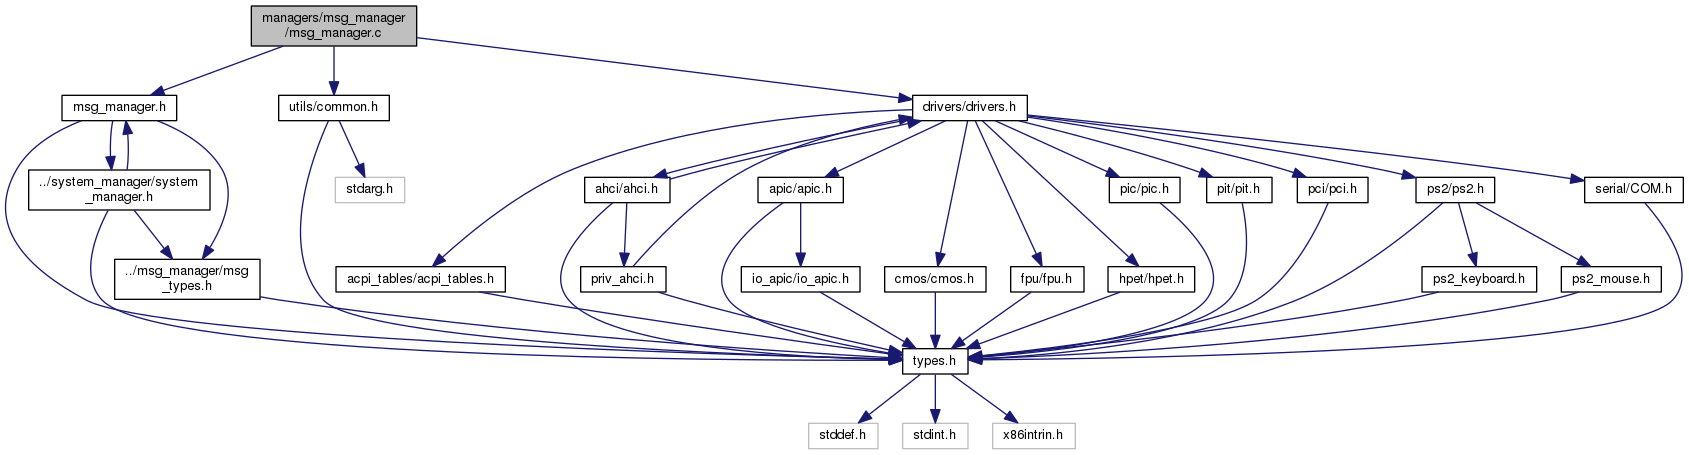 managers/msg_manager
/msg_manager.c
msg_manager.h
utils/common.h
drivers/drivers.h
../system_manager/system
_manager.h
stdarg.h
ahci/ahci.h
apic/apic.h
pic/pic.h
pit/pit.h
pci/pci.h
ps2/ps2.h
serial/COM.h
../msg_manager/msg
_types.h
acpi_tables/acpi_tables.h
priv_ahci.h
io_apic/io_apic.h
cmos/cmos.h
fpu/fpu.h
hpet/hpet.h
ps2_keyboard.h
ps2_mouse.h
types.h
stddef.h
stdint.h
x86intrin.h